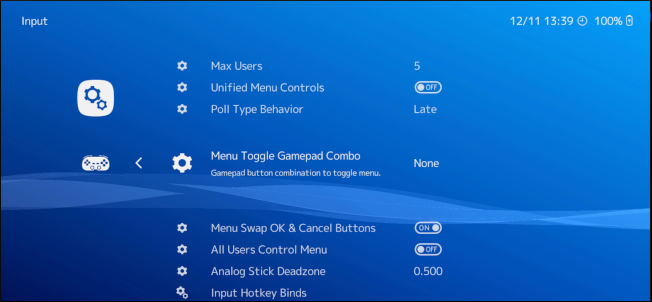 Input
12/11 13:39 100%
Max Users 5
Unified Menu Controls OFF
Poll Type Behavior Late
Menu Toggle Gamepad Combo None
Gamepad button combination to toggle menu.
Menu Swap OK & Cancel Buttons ON
All Users Control Menu OFF
Analog Stick Deadzone 0.500
Input Hotkey Binds